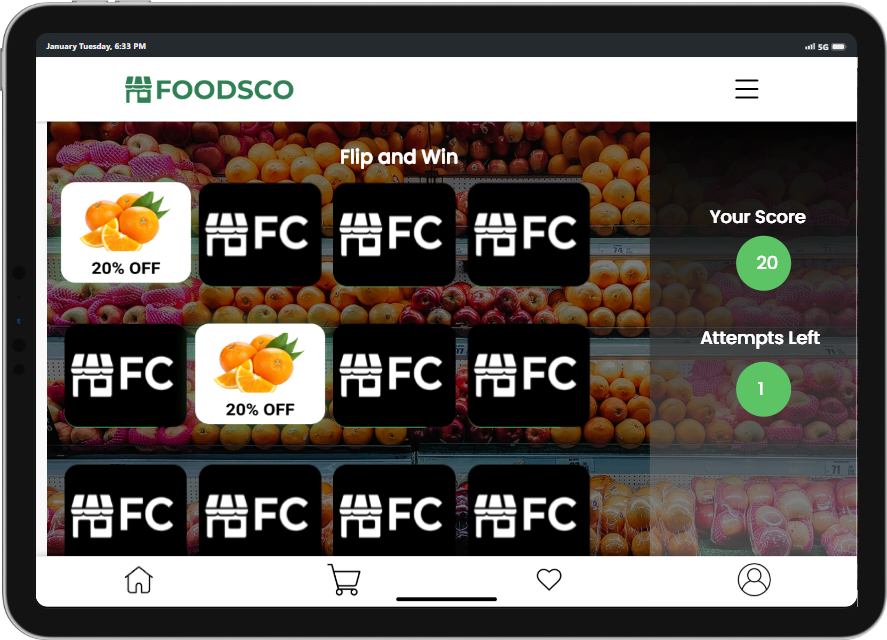 January Tuesday, 6:33 PM
5G
FOODSCO
Flip and Win
20% OFF
FC
FC
FC
Your Score
20
FC
20% OFF
FC
FC
Attempts Left
1
FC
FC
FC
FC